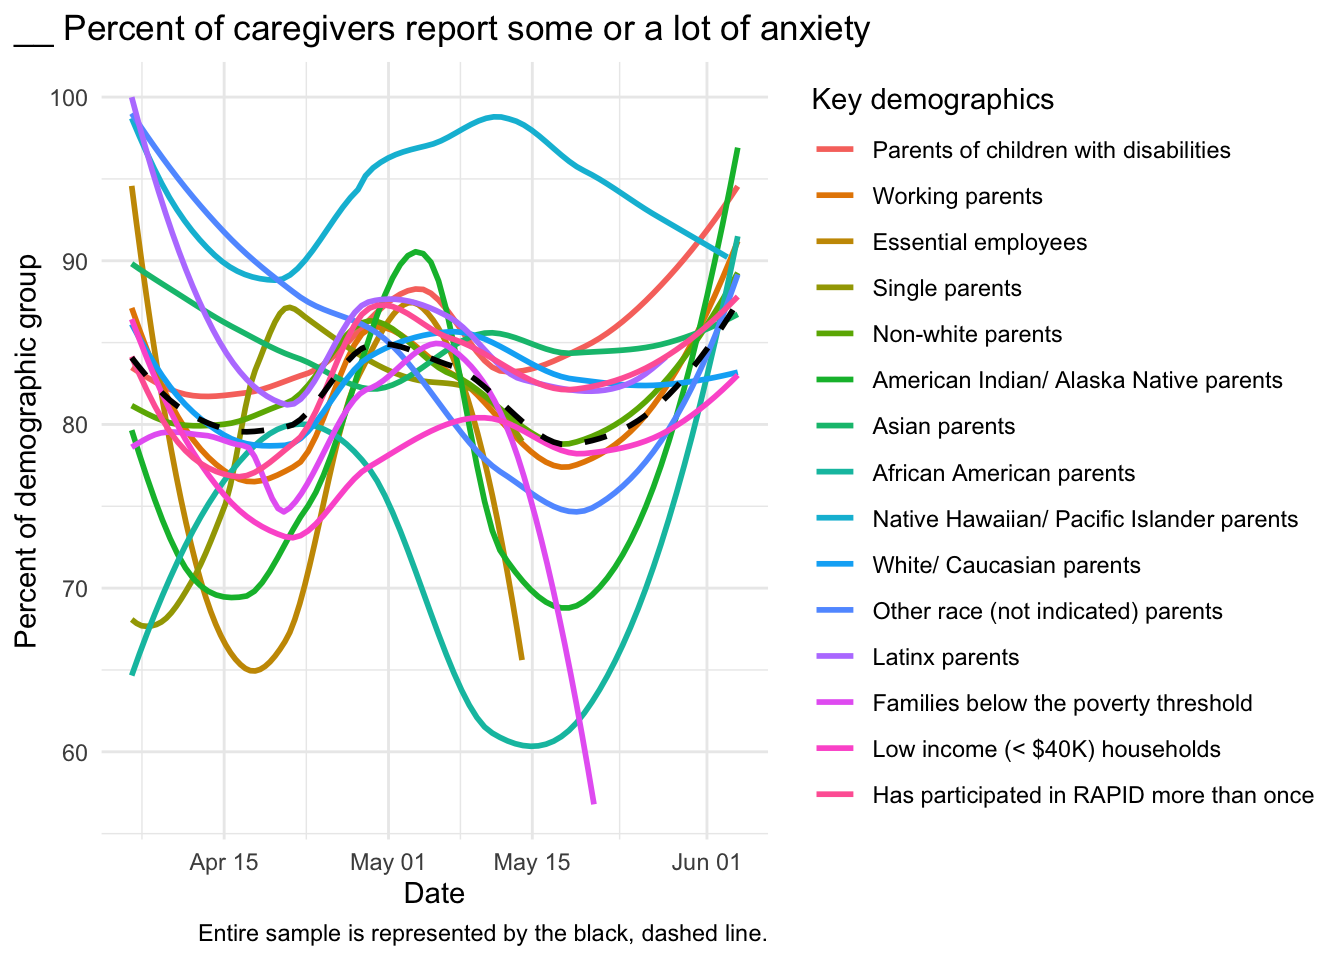 __ Percent of caregivers report some or a lot of anxiety
Percent of demographic group
100
90
80
70
60
Apr 15
May 01
May 15
Jun 01
Date
Entire sample is represented by the black, dashed line.
Key demographics
Parents of children with disabilities
Working parents
Essential employees
Single parents
Non-white parents
American Indian/ Alaska Native parents
Asian parents
African American parents
Native Hawaiian/ Pacific Islander parents
White/ Caucasian parents
Other race (not indicated) parents
Latinx parents
Families below the poverty threshold
Low income (< $40K) households
Has participated in RAPID more than once